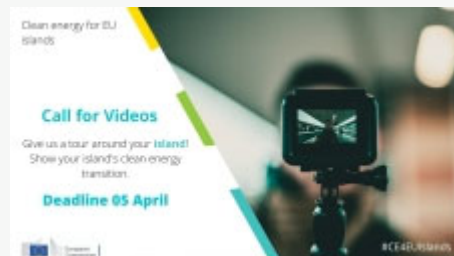 Clean energy for EU
islands
Call for Videos
Give us a tour around your island!
Show your island's clean energy
transition.
Deadline 05 April
European
#CE4EUIslands